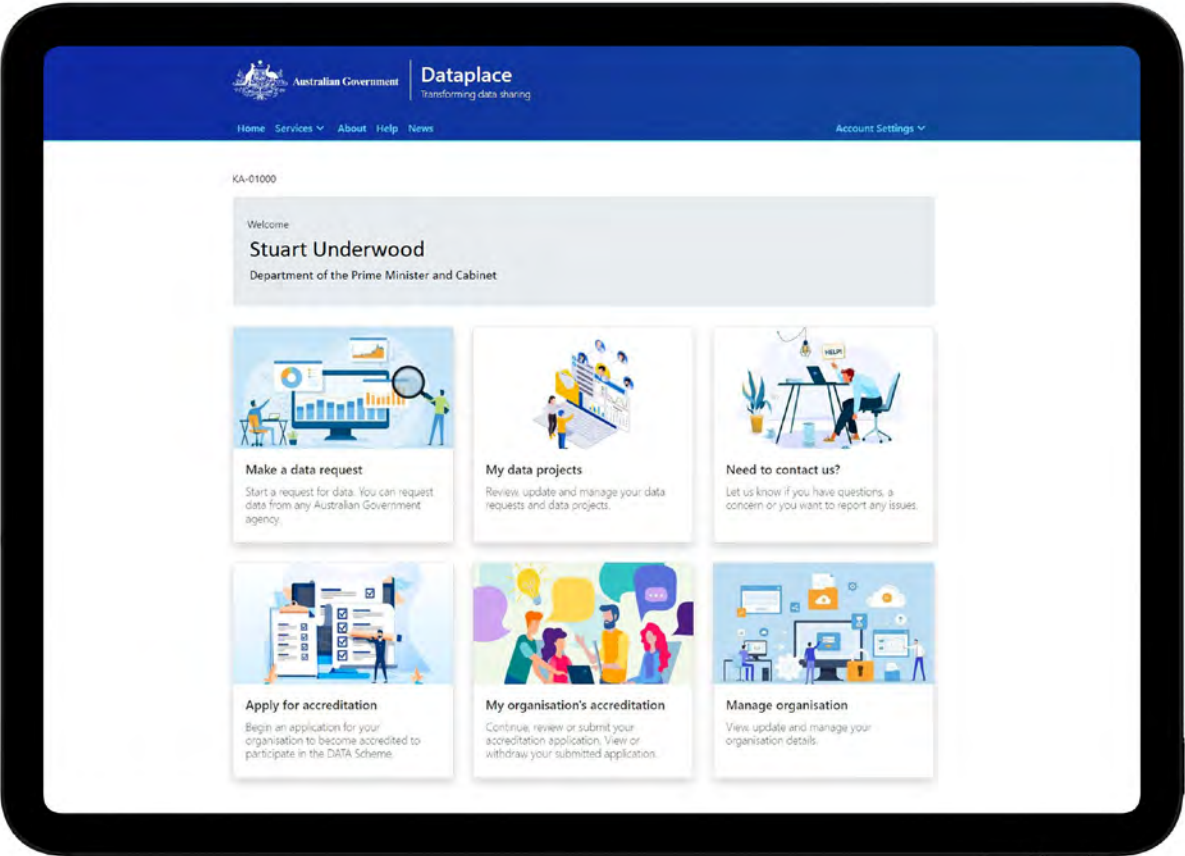 Australian Government
Dataplace
Transforming data sharing
Home Services About Help News
Account Settings
KA-01000
Welcome
Stuart Underwood
Department of the Prime Minister and Cabinet
HELP!
Make a data request
Start a request for data. You can request
data from any Australian Government
agency.
My data projects
Review, update and manage your data
requests and data projects.
Need to contact us?
Let us know if you have questions, a
concern or you want to report any issues.
Apply for accreditation
Begin an application for your
organisation to become accredited to
participate in the DATA Scheme.
My organisation's accreditation
Continue, review or submit your
accreditation application. View or
withdraw your submitted application.
Manage organisation
View, update and manage your
organisation details.